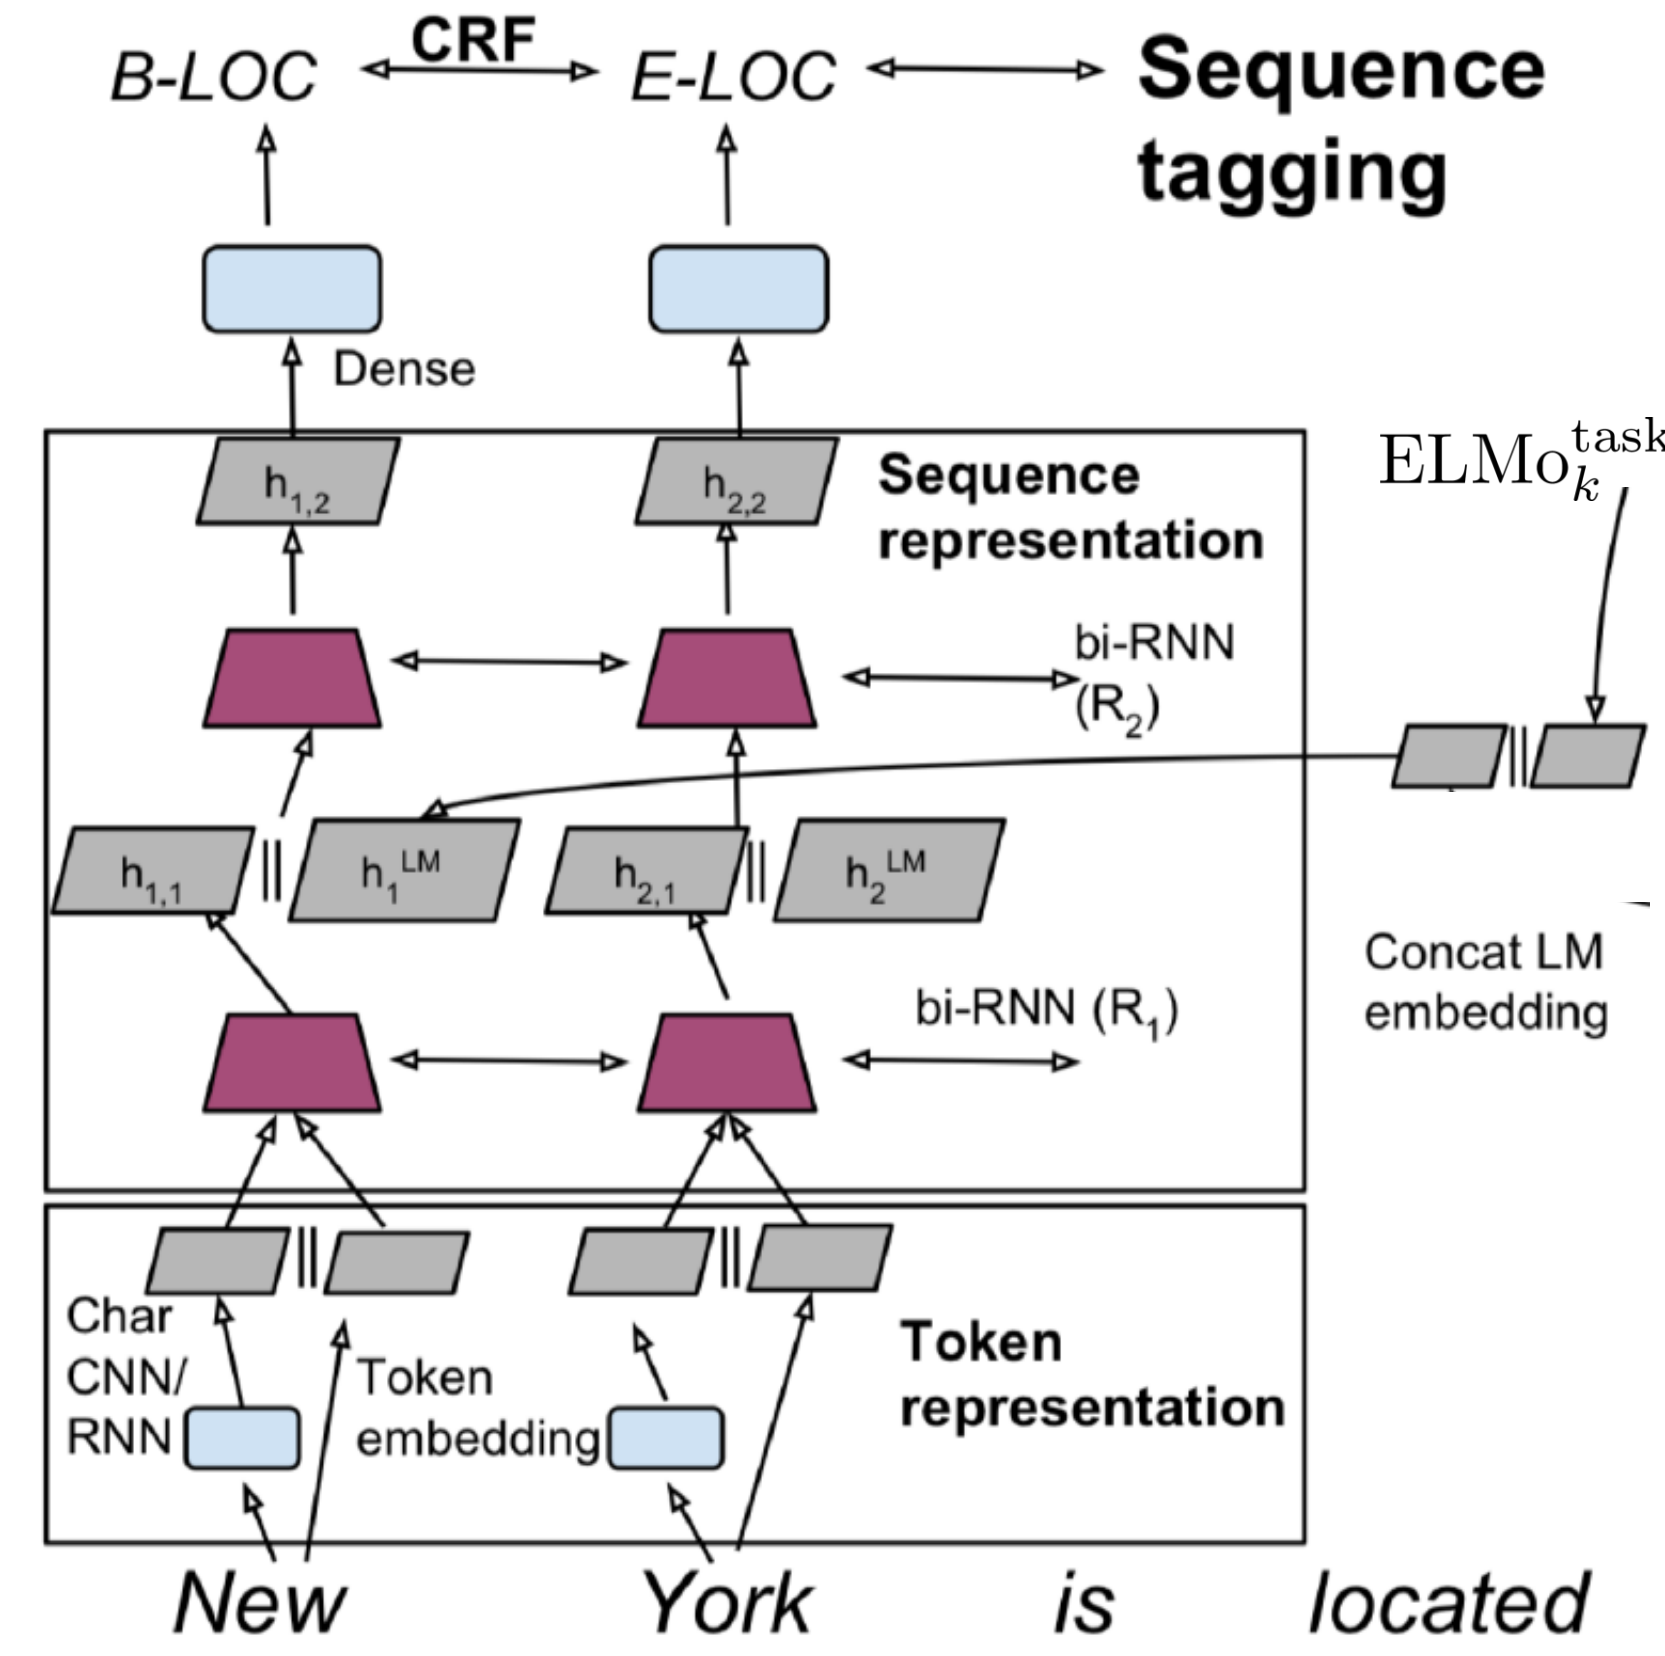 B-LOC CRF E-LOC Sequence
tagging
Dense
h1,2 h2,2 Sequence
representation
ELMo_k^task
bi-RNN
(R2)
h1,1 || h1^LM h2,1 || h2^LM ||
Concat LM
embedding
bi-RNN (R1)
|| ||
Char
CNN/
RNN
Token
embedding
Token
representation
New York is located